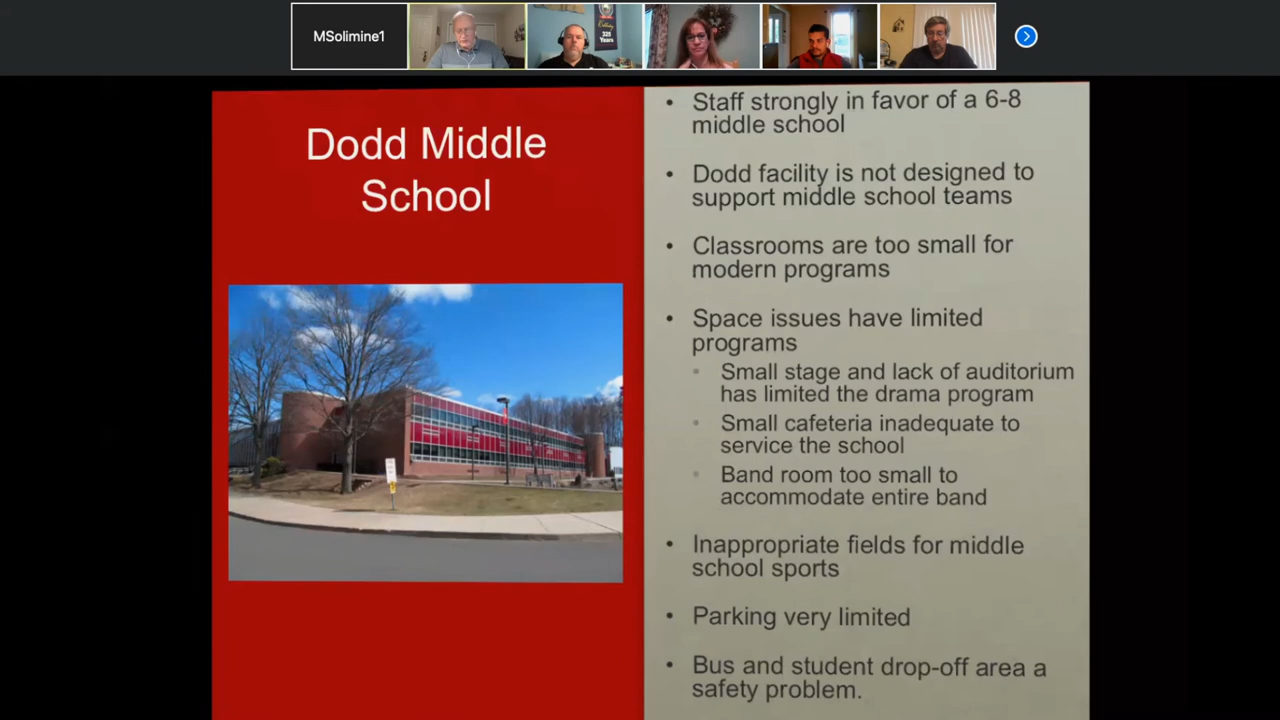 MSolimine1
325
Years
Dodd Middle
School
Staff strongly in favor of a 6-8
middle school
Dodd facility is not designed to
support middle school teams
Classrooms are too small for
modern programs
Space issues have limited
programs
Small stage and lack of auditorium
has limited the drama program
Small cafeteria inadequate to
service the school
Band room too small to
accommodate entire band
Inappropriate fields for middle
school sports
Parking very limited
Bus and student drop-off area a
safety problem.